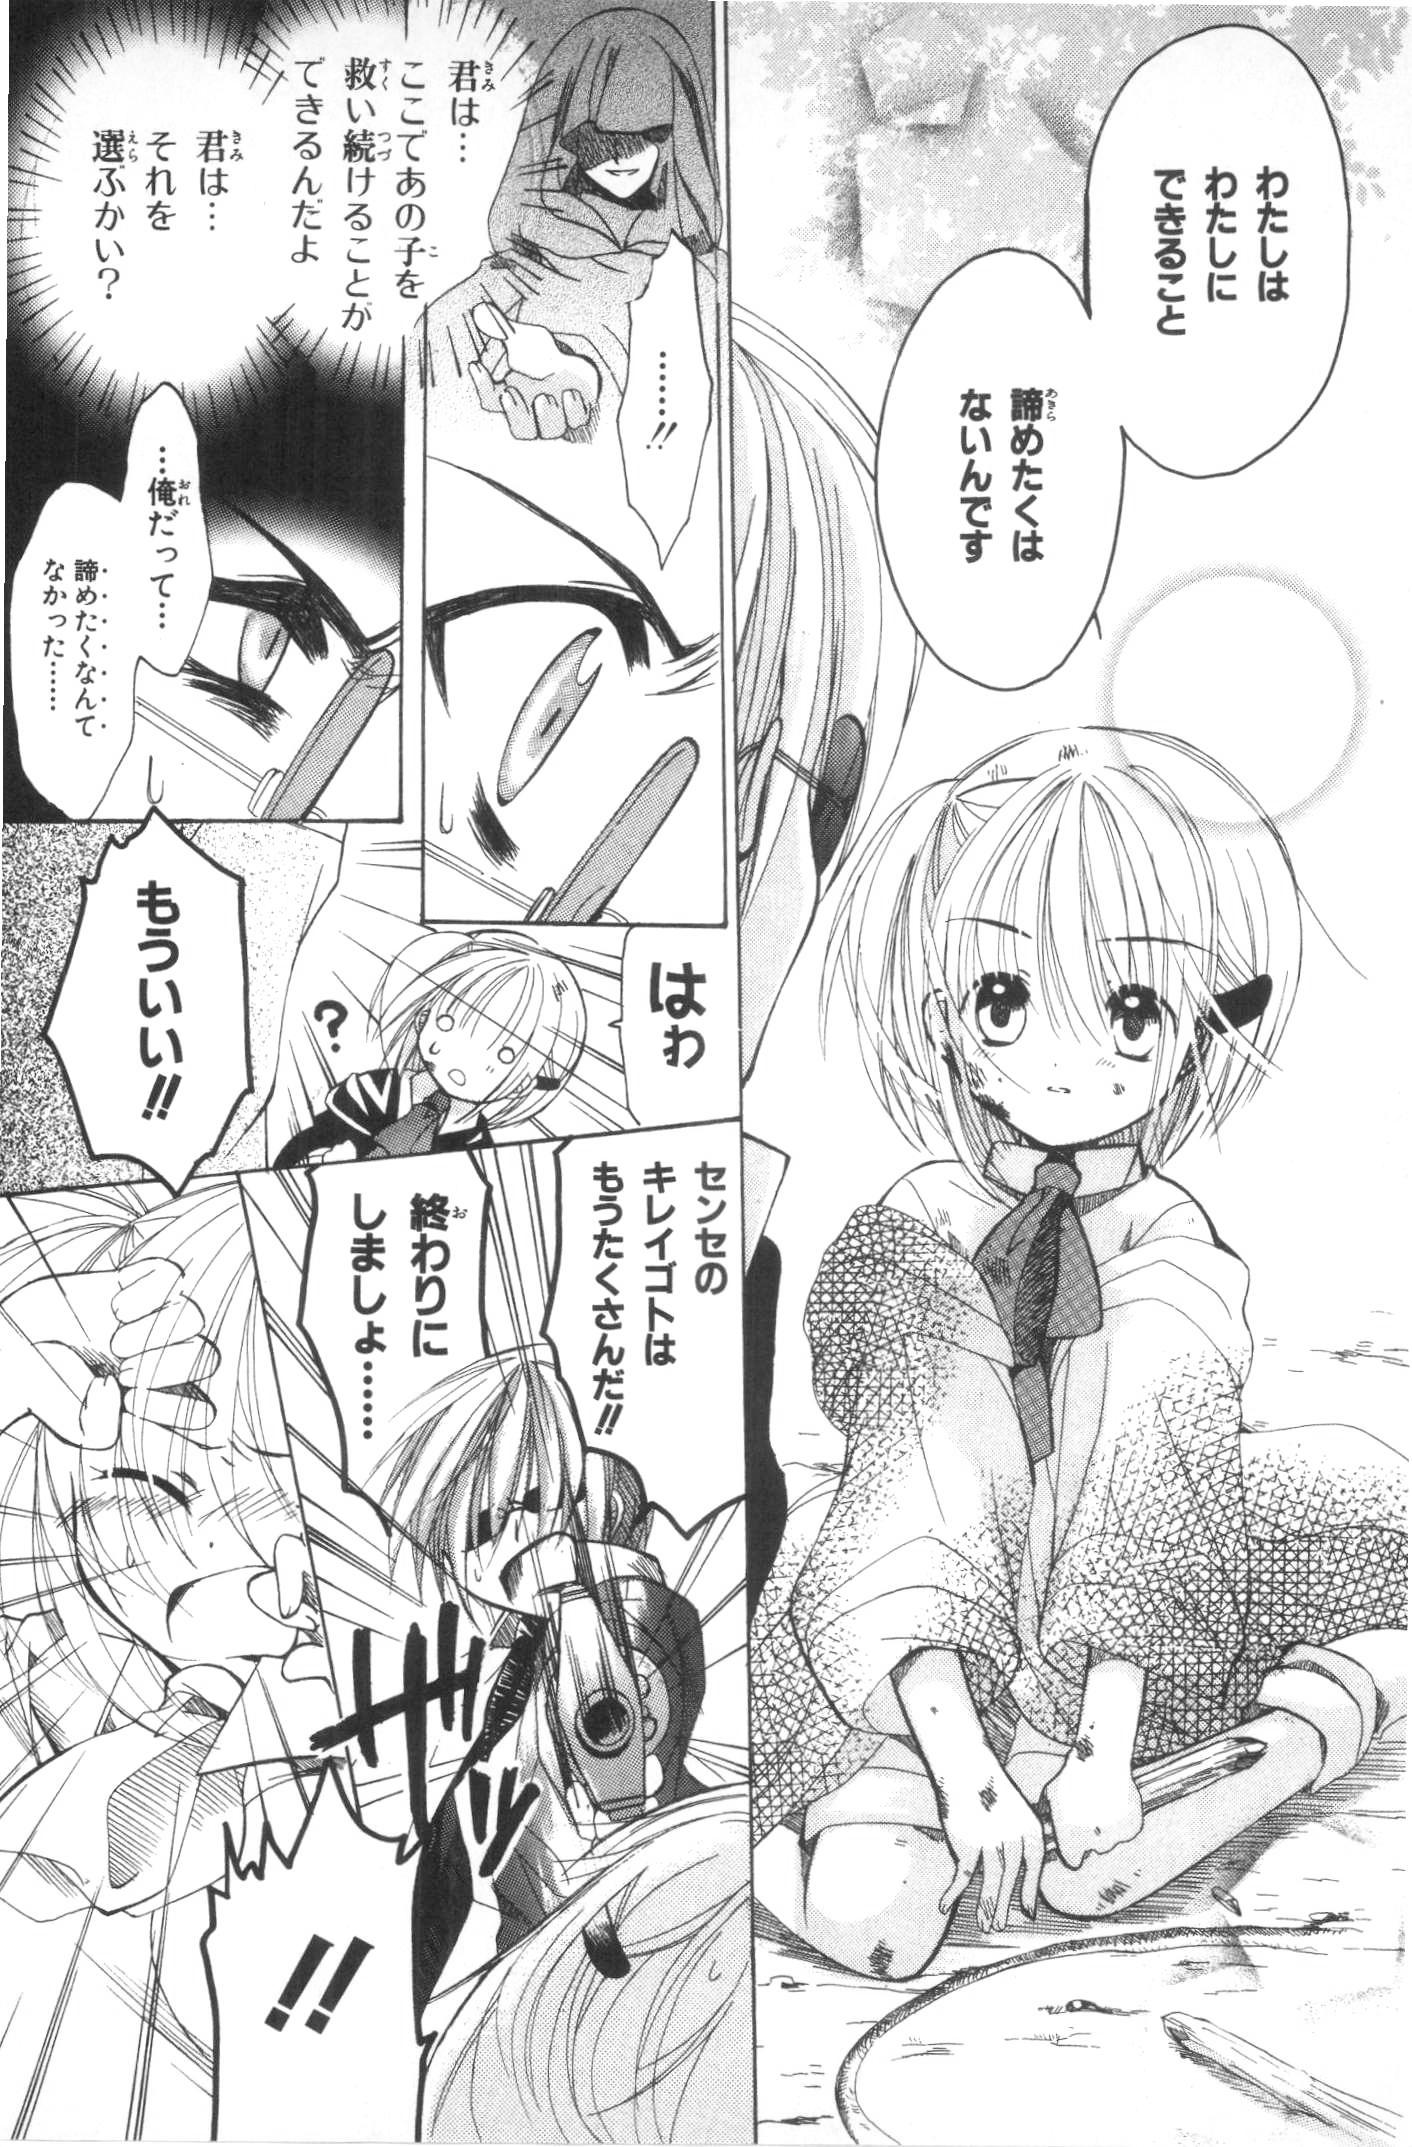 わたしは
わたしに
できること
諦めたくは
ないんです
……!!
君は…
ここであの子を
救い続けることが
できるんだよ
君は…
それを
選ぶかい？
…俺だって…
諦めたくなんて
なかった……
はわ
?
もういい!!
センセの
キレイゴトは
もうたくさんだ!!
終わりに
しましょ……
ガッ
!!